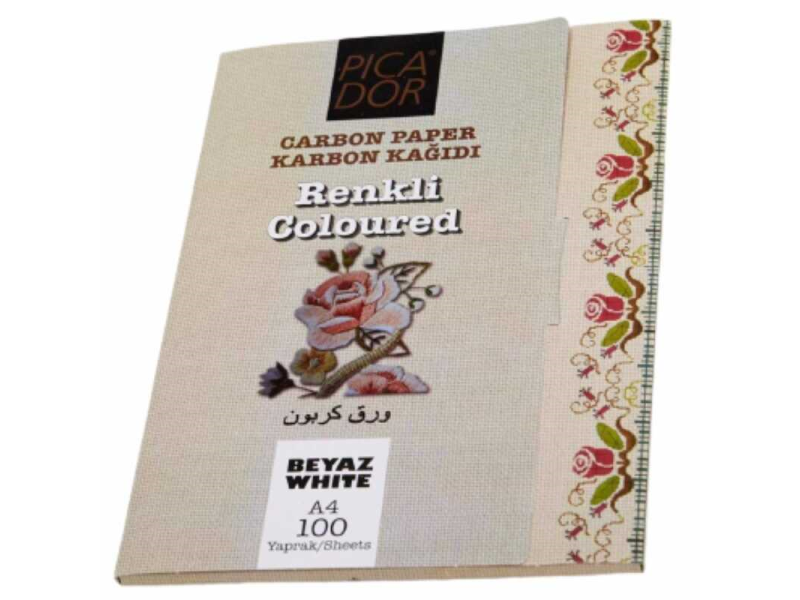 PICA
DOR
CARBON PAPER
KARBON KAĞIDI
Renkli
Coloured
ورق كربون
BEYAZ
WHITE
A4
100
Yaprak/Sheets